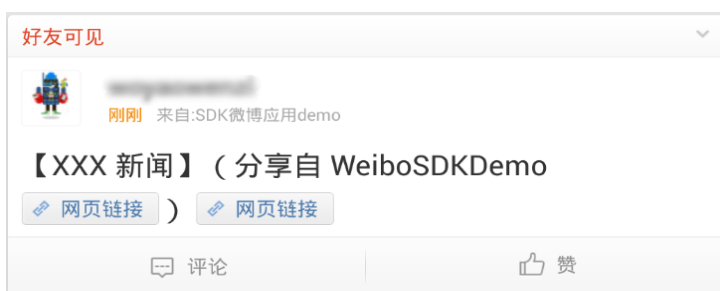 好友可见
刚刚 来自:SDK微博应用demo
【XXX 新闻】（分享自 WeiboSDKDemo
网页链接 ） 网页链接
评论 赞